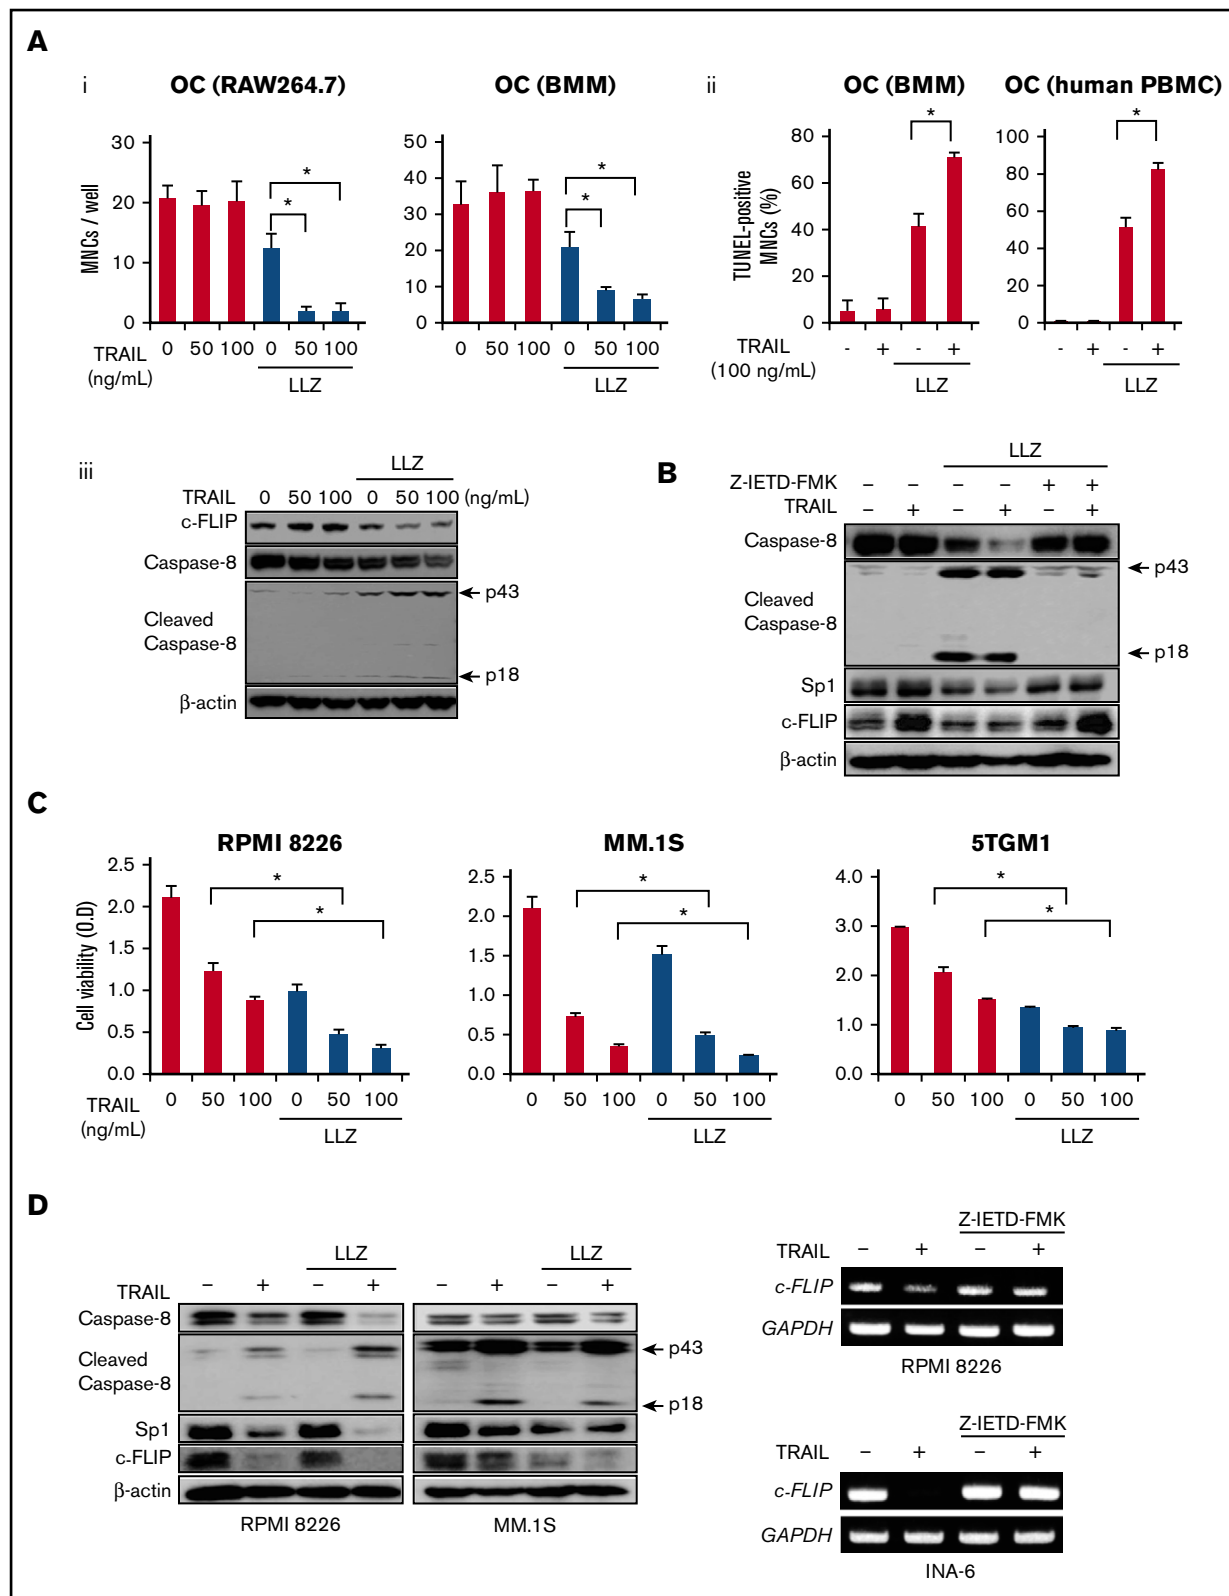 A
i OC (RAW264.7) OC (BMM) ii OC (BMM) OC (human PBMC)
MNCs / well
30
20
10
0
50
40
30
20
10
0
* *
* *
TUNEL-positive
MNCs (%)
80
60
40
20
0
100
80
60
40
20
0
* *
TRAIL 0 50 100 0 50 100 0 50 100 0 50 100
(ng/mL)
LLZ LLZ
TRAIL - + - + - + - +
(100 ng/mL)
LLZ LLZ
iii
LLZ
TRAIL 0 50 100 0 50 100 (ng/mL)
c-FLIP
Caspase-8
Cleaved
Caspase-8
← p43
← p18
β-actin
B
LLZ
Z-IETD-FMK – – – – + +
TRAIL – + – + – +
Caspase-8
Cleaved
Caspase-8
← p43
← p18
Sp1
c-FLIP
β-actin
C
RPMI 8226 MM.1S 5TGM1
Cell viability (O.D)
2.5
2.0
1.5
1.0
0.5
0.0
*
*
2.5
2.0
1.5
1.0
0.5
0.0
*
*
4.0
3.0
2.0
1.0
0.0
*
*
TRAIL 0 50 100 0 50 100 0 50 100 0 50 100 0 50 100 0 50 100
(ng/mL)
LLZ LLZ LLZ
D
LLZ LLZ
TRAIL – + – + – + – +
Caspase-8
Cleaved
Caspase-8
← p43
← p18
Sp1
c-FLIP
β-actin
RPMI 8226 MM.1S
Z-IETD-FMK
TRAIL – + – +
c-FLIP
GAPDH
RPMI 8226
Z-IETD-FMK
TRAIL – + – +
c-FLIP
GAPDH
INA-6